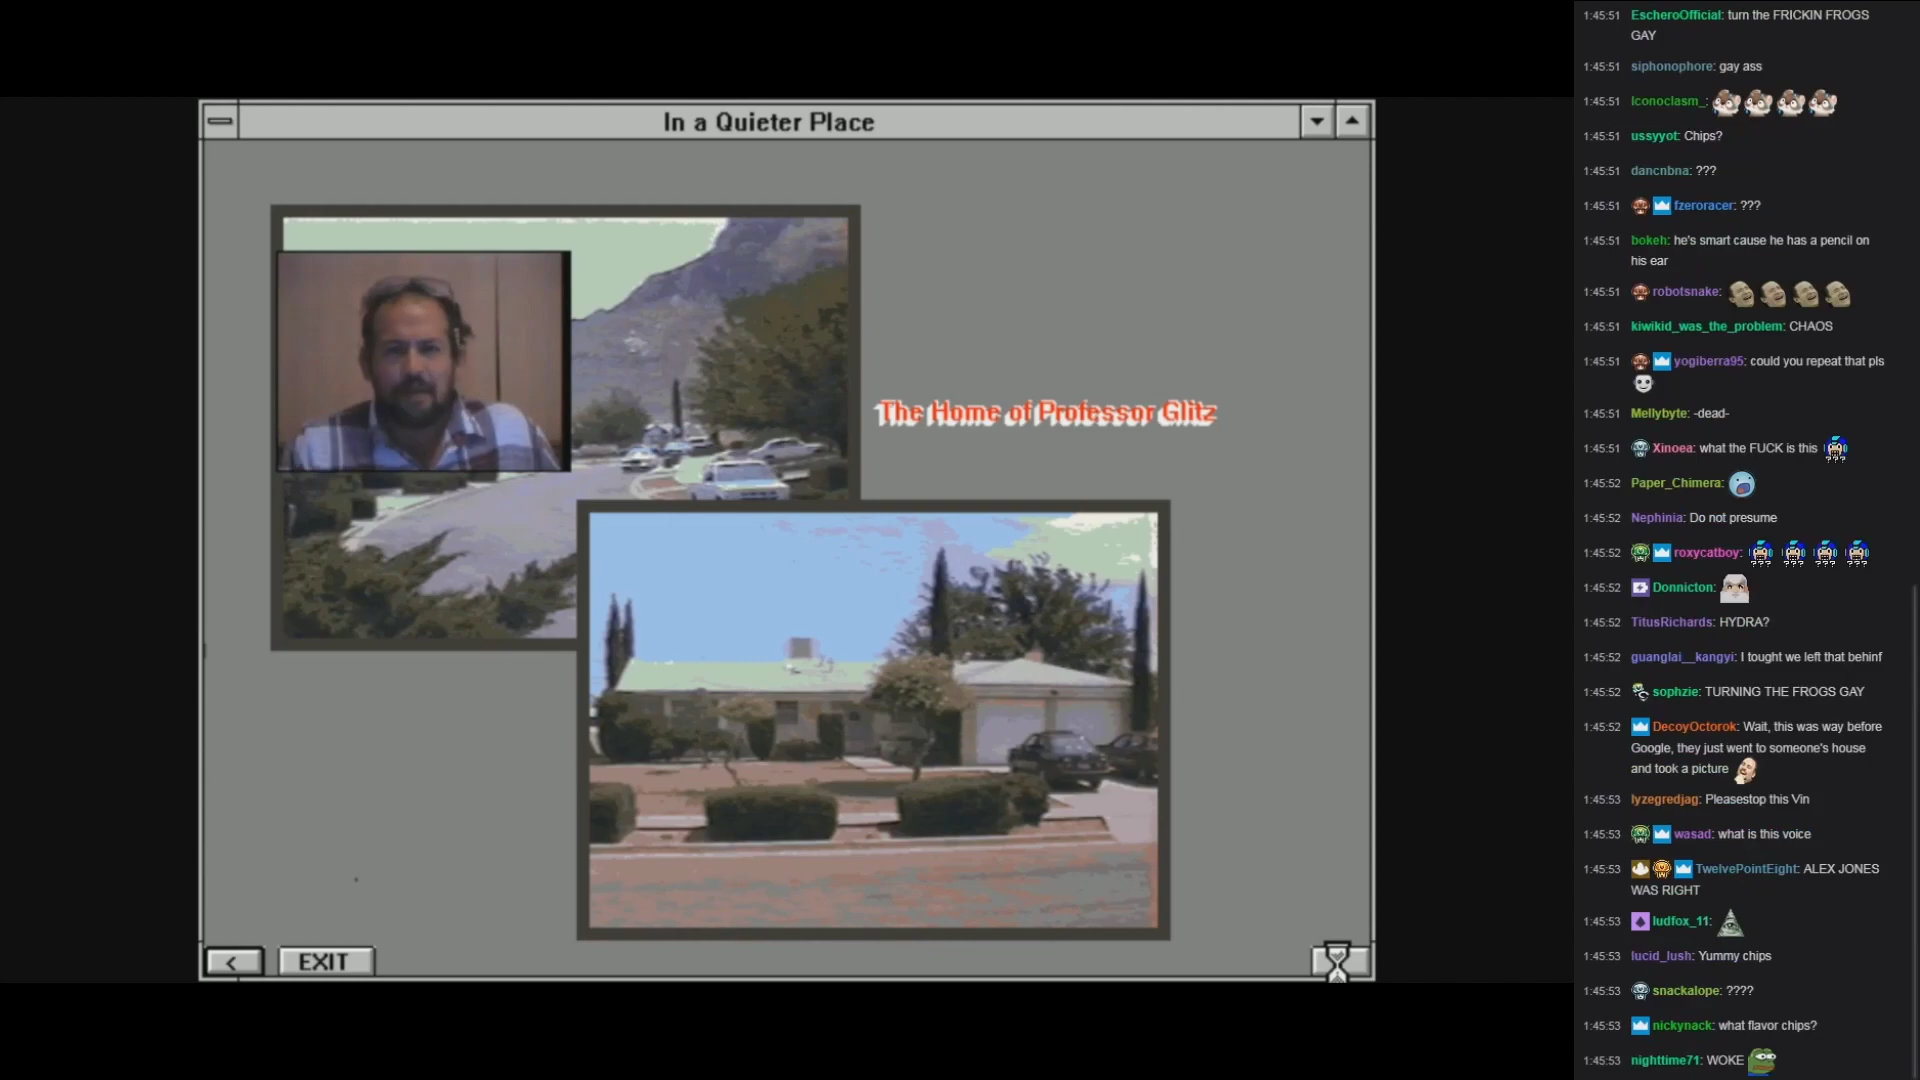 In a Quieter Place
The Home of Professor Glitz
<
EXIT
1:45:51 EscheroOfficial: turn the FRICKIN FROGS
GAY
1:45:51 siphonophore: gay ass
1:45:51 Iconoclasm_:
1:45:51 ussyyot: Chips?
1:45:51 dancnbna: ???
1:45:51 fzeroracer: ???
1:45:51 bokeh: he's smart cause he has a pencil on
his ear
1:45:51 robotsnake:
1:45:51 kiwikid_was_the_problem: CHAOS
1:45:51 yogiberra95: could you repeat that pls
1:45:51 Mellybyte: -dead-
1:45:51 Xinoea: what the FUCK is this
1:45:52 Paper_Chimera:
1:45:52 Nephinia: Do not presume
1:45:52 roxycatboy:
1:45:52 Donnicton:
1:45:52 TitusRichards: HYDRA?
1:45:52 guanglai__kangyi: I tought we left that behinf
1:45:52 sophzie: TURNING THE FROGS GAY
1:45:52 DecoyOctorok: Wait, this was way before
Google, they just went to someone's house
and took a picture
1:45:53 lyzegredjag: Pleasestop this Vin
1:45:53 wasad: what is this voice
1:45:53 TwelvePointEight: ALEX JONES
WAS RIGHT
1:45:53 ludfox_11:
1:45:53 lucid_lush: Yummy chips
1:45:53 snackalope: ????
1:45:53 nickynack: what flavor chips?
1:45:53 nighttime71: WOKE